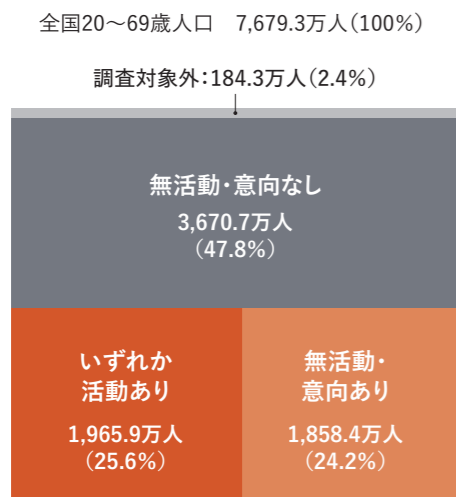 全国20～69歳人口　7,679.3万人(100%)
調査対象外：184.3万人(2.4%)
無活動・意向なし
3,670.7万人
(47.8%)
いずれか
活動あり
1,965.9万人
(25.6%)
無活動・
意向あり
1,858.4万人
(24.2%)